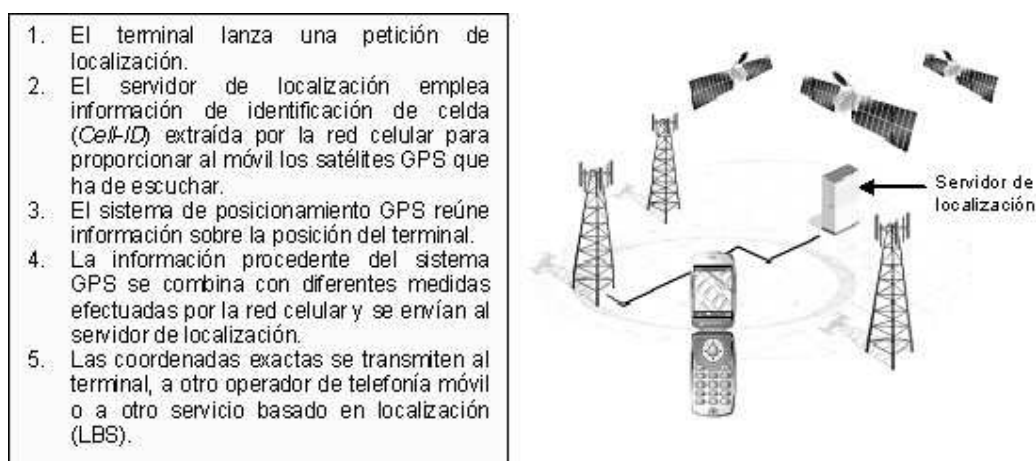 1. El terminal lanza una petición de
localización.
2. El servidor de localización emplea
información de identificación de celda
(Cell-ID) extraída por la red celular para
proporcionar al móvil los satélites GPS que
ha de escuchar.
3. El sistema de posicionamiento GPS reúne
información sobre la posición del terminal.
4. La información procedente del sistema
GPS se combina con diferentes medidas
efectuadas por la red celular y se envían al
servidor de localización.
5. Las coordenadas exactas se transmiten al
terminal, a otro operador de telefonía móvil
o a otro servicio basado en localización
(LBS).
Servidor de
localización